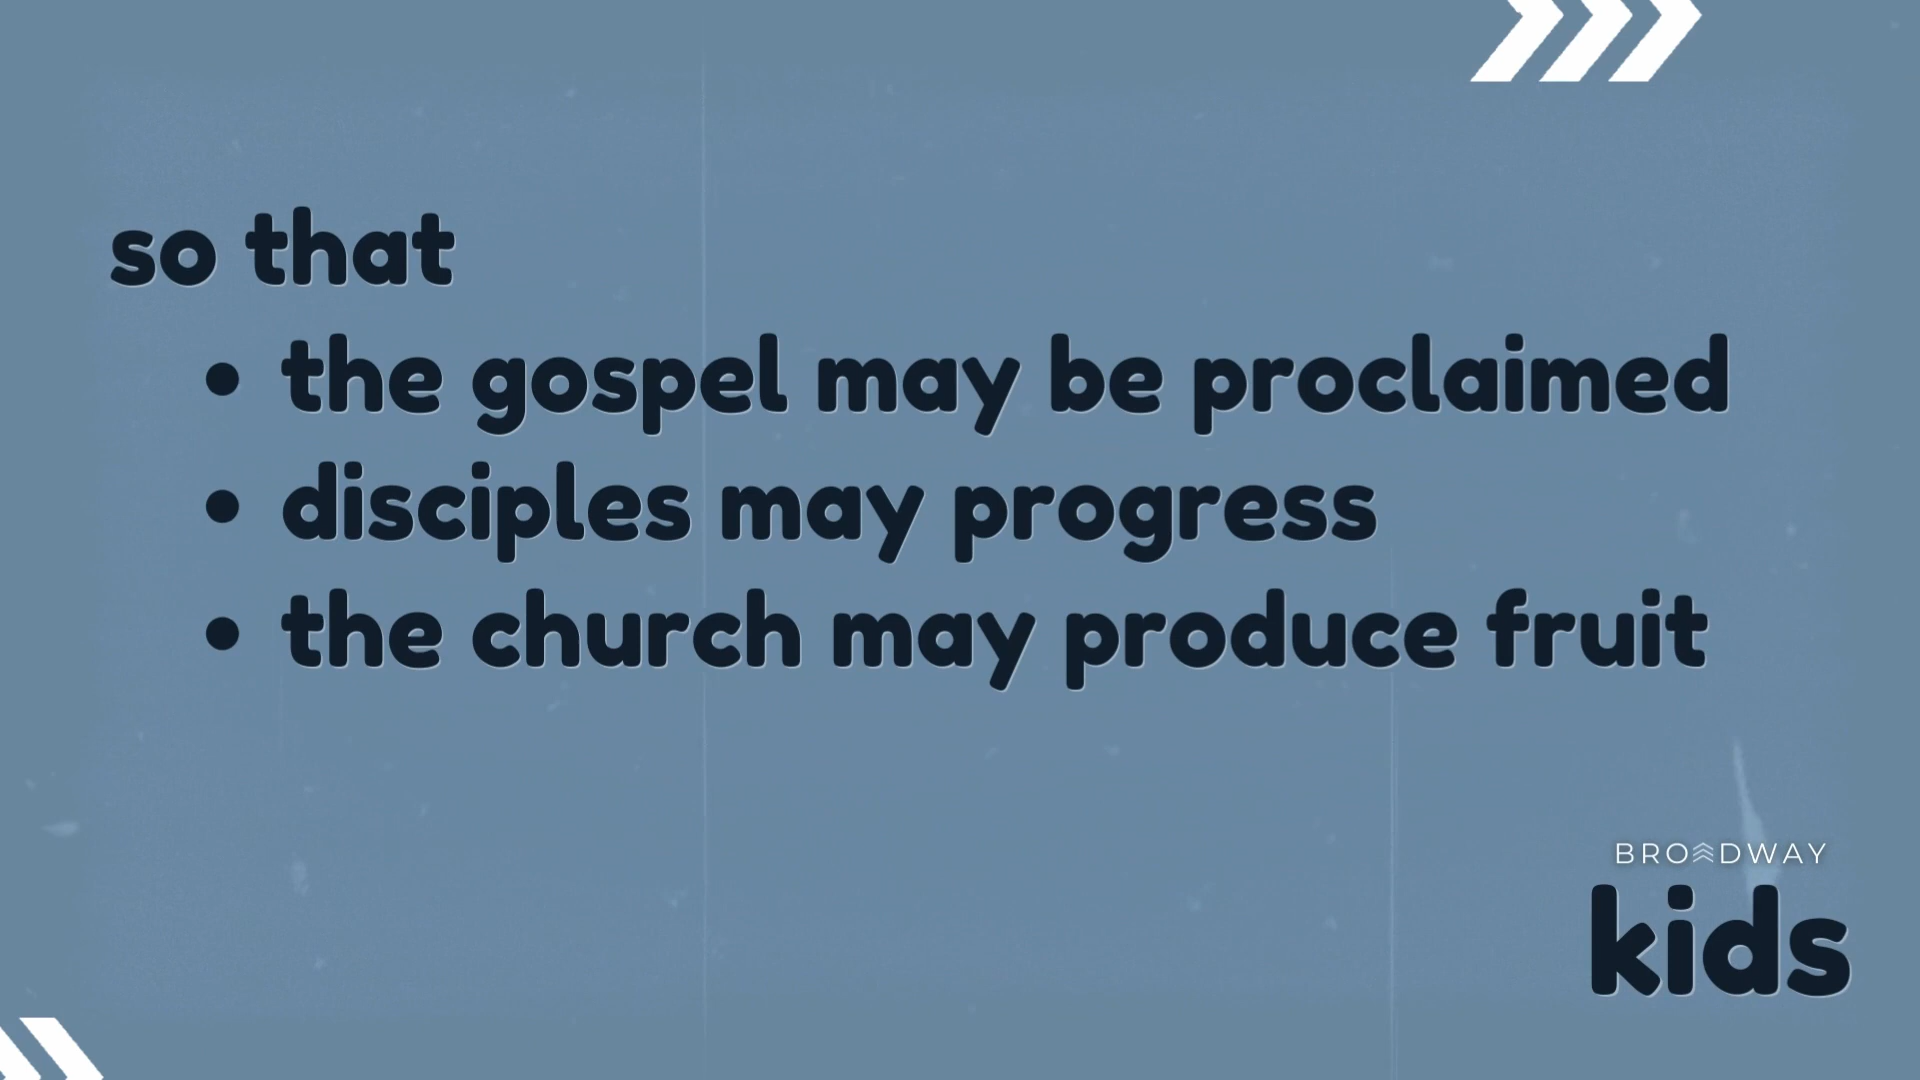 so that
• the gospel may be proclaimed
• disciples may progress
• the church may produce fruit
BROADWAY
kids